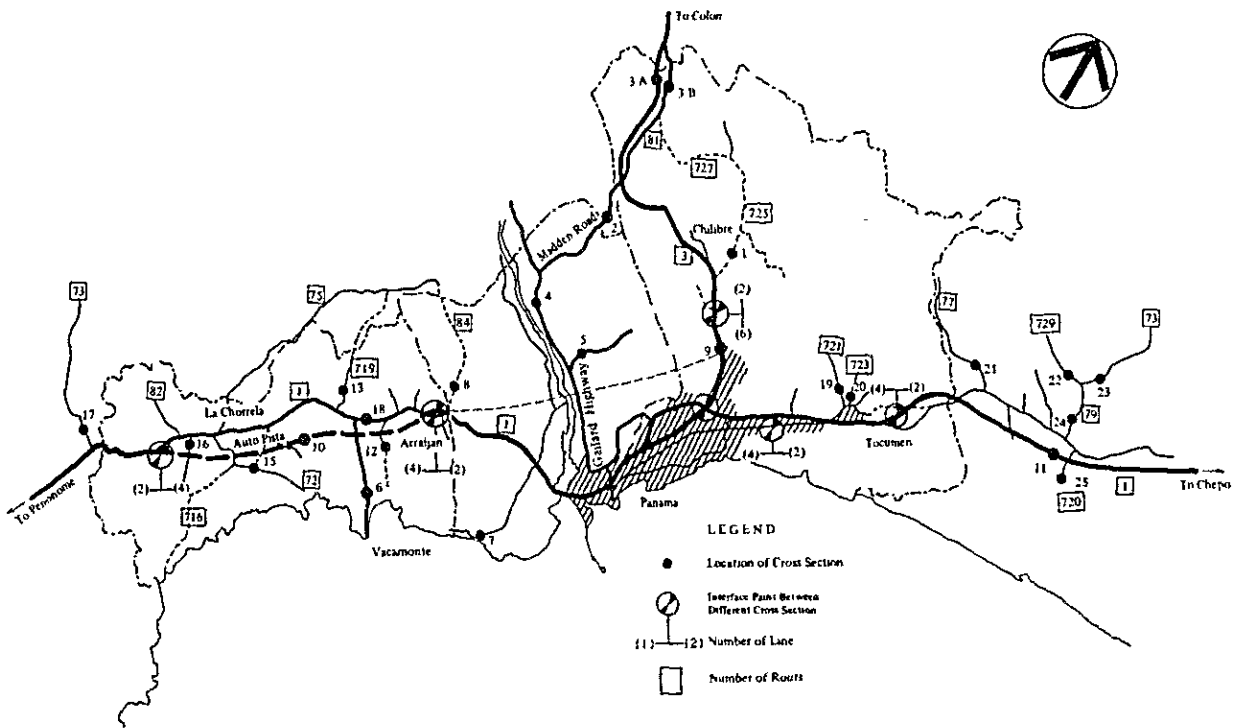 To Colon
3 A
3 B
81
727
725
Chilibre
1
3
Madden Road
2
4
(2)
(6)
9
5
Gailard Highway
77
73
75
84
719
13
8
82
La Chorrela
1
18
17
16
Auto Pista
10
15
72
12
Arraijan
(4) (2)
1
6
(2) (4)
716
To Penonome
Vacamonte
7
721
723
19
20
(4) (2)
Tocumen
(4) (2)
Panama
21
729
73
22
23
79
24
11
25
720
1
To Chepo
LEGEND
Location of Cross Section
Interface Point Between
Different Cross Section
(1) (2) Number of Lane
Number of Route